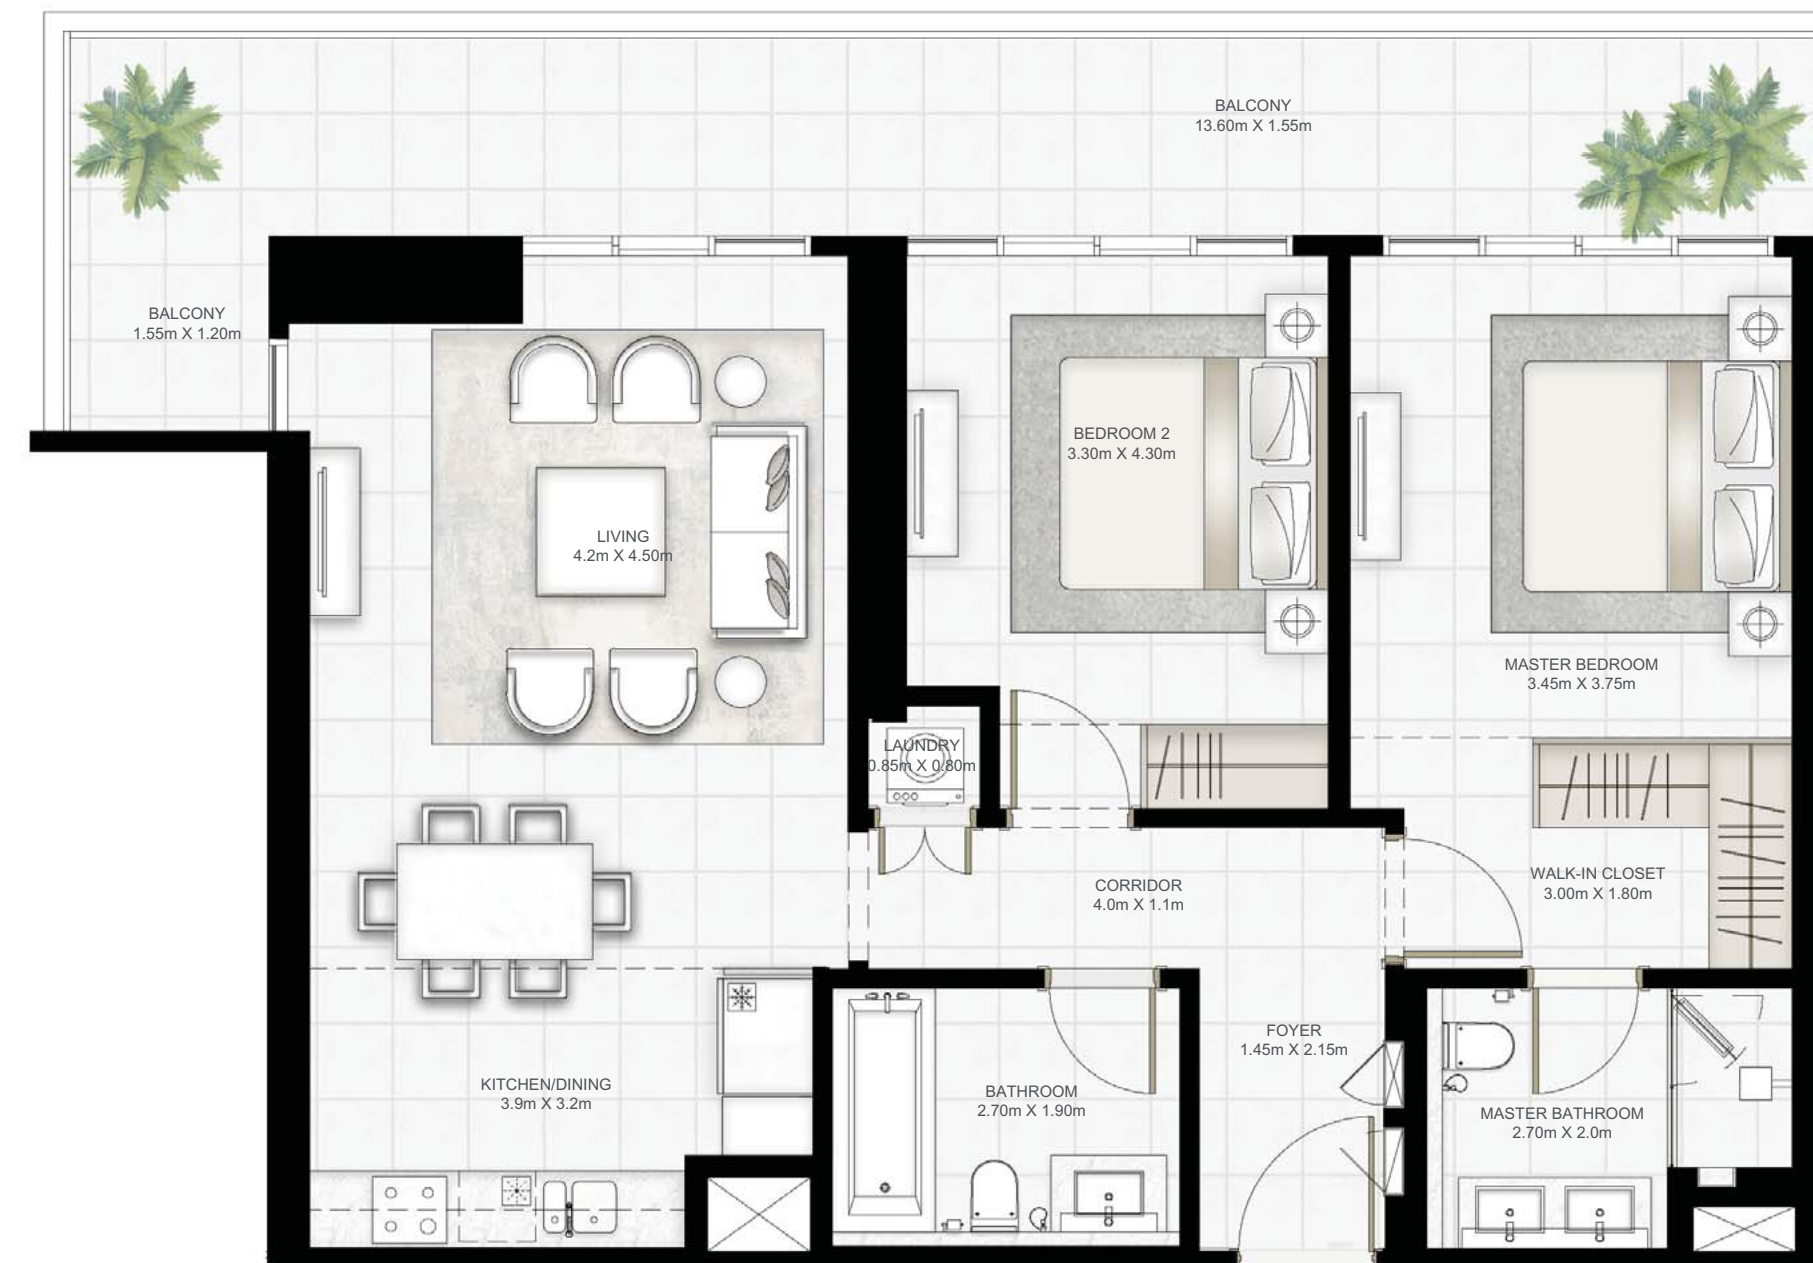 BALCONY
13.60m X 1.55m
BALCONY
1.55m X 1.20m
BEDROOM 2
3.30m X 4.30m
LIVING
4.2m X 4.50m
MASTER BEDROOM
3.45m X 3.75m
LAUNDRY
0.85m X 0.80m
WALK-IN CLOSET
3.00m X 1.80m
CORRIDOR
4.0m X 1.1m
FOYER
1.45m X 2.15m
KITCHEN/DINING
3.9m X 3.2m
BATHROOM
2.70m X 1.90m
MASTER BATHROOM
2.70m X 2.0m